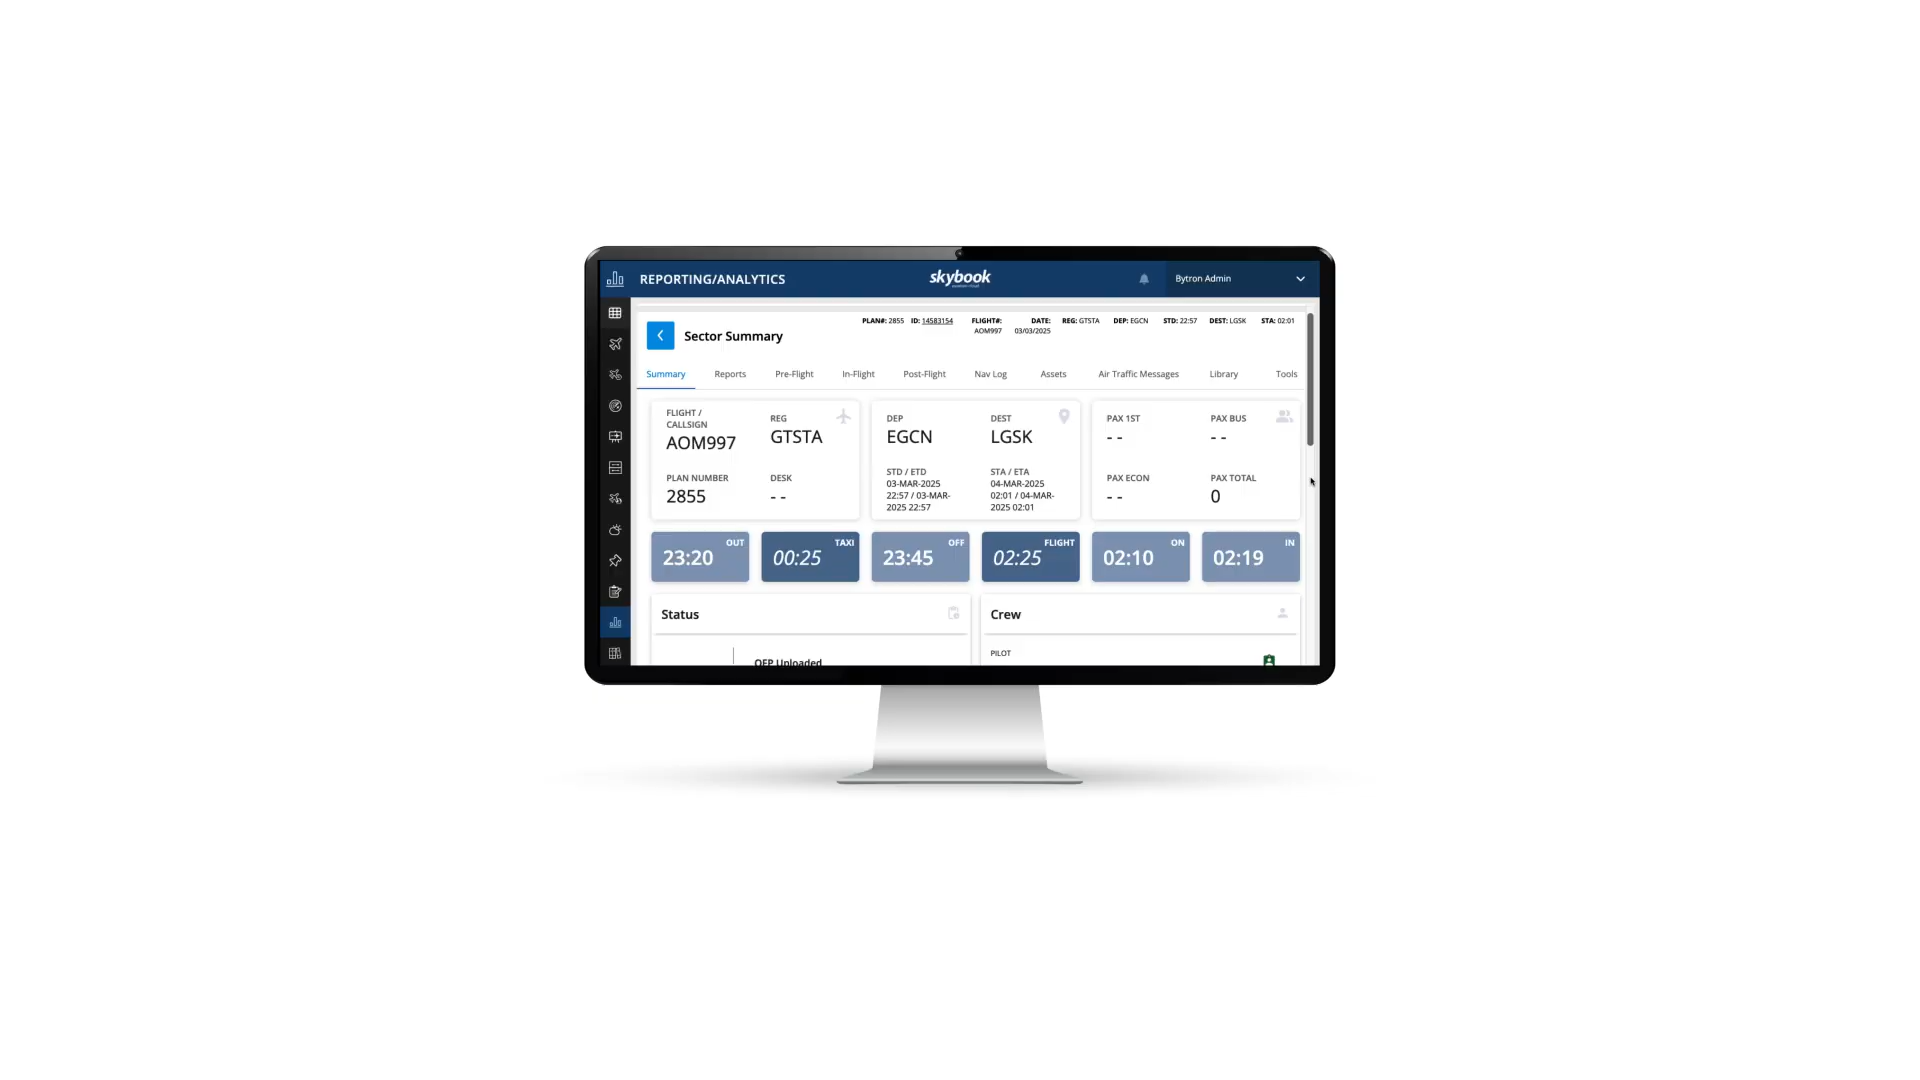 REPORTING/ANALYTICS
skybook
Bytron Admin
Sector Summary
PLAN#: 2855 ID: 14583154 FLIGHT#: AOM997 DATE: 03/03/2025 REG: GTSTA DEP: EGCN STD: 22:57 DEST: LGSK STA: 02:01
Summary Reports Pre-Flight In-Flight Post-Flight Nav Log Assets Air Traffic Messages Library Tools
FLIGHT /
CALLSIGN
AOM997
REG
GTSTA
PLAN NUMBER
2855
DESK
- -
DEP
EGCN
DEST
LGSK
STD / ETD
03-MAR-2025
22:57 / 03-MAR-
2025 22:57
STA / ETA
04-MAR-2025
02:01 / 04-MAR-
2025 02:01
PAX 1ST
- -
PAX BUS
- -
PAX ECON
- -
PAX TOTAL
0
OUT
23:20
TAXI
00:25
OFF
23:45
FLIGHT
02:25
ON
02:10
IN
02:19
Status
OFP Uploaded
Crew
PILOT